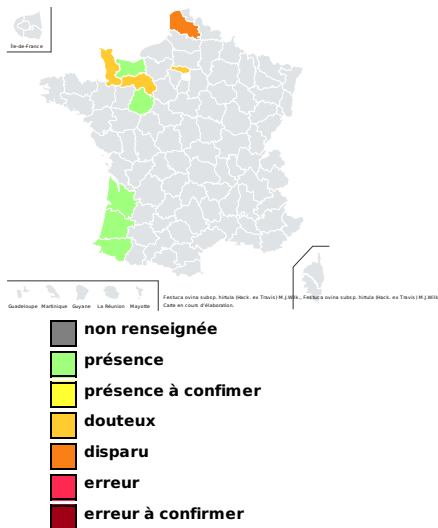 Île-de-France
Guadeloupe Martinique Guyane La Réunion Mayotte
Festuca ovina subsp. hirtula (Hack. ex Travis) M.J.Wilk., Festuca ovina subsp. hirtula (Hack. ex Travis) M.J.Wilk
Carte en cours d'élaboration.
non renseignée
présence
présence à confimer
douteux
disparu
erreur
erreur à confirmer